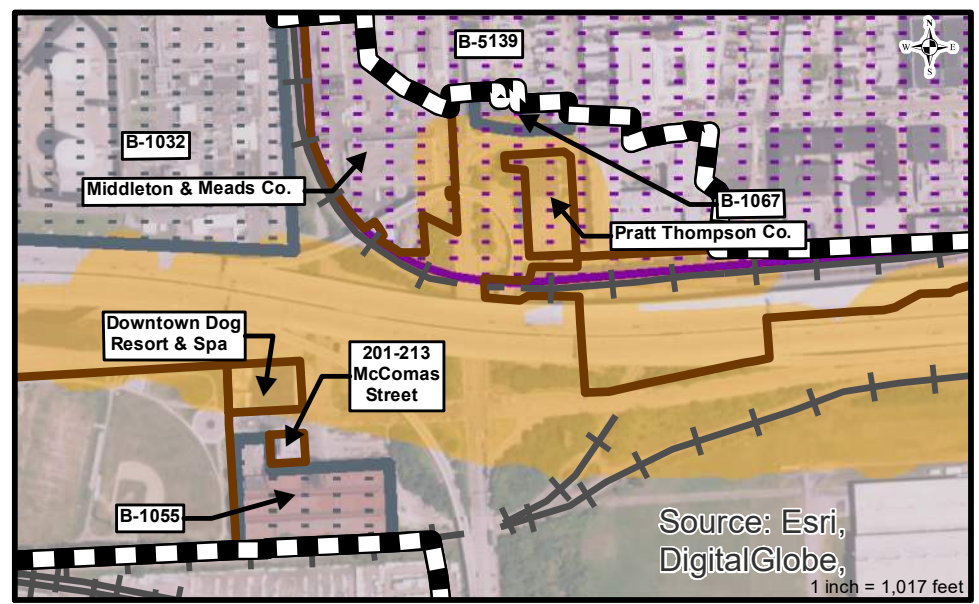 B-5139
N
W E
S
B-1032
Middleton & Meads Co.
B-1067
Pratt Thompson Co.
Downtown Dog
Resort & Spa
201-213
McComas
Street
B-1055
Source: Esri,
DigitalGlobe,
1 inch = 1,017 feet